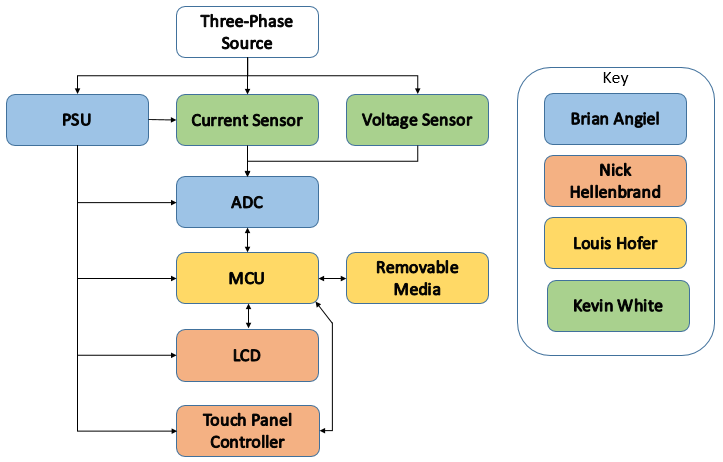 Three-Phase
Source
Key
PSU
Current Sensor
Voltage Sensor
Brian Angiel
Nick
Hellenbrand
ADC
Louis Hofer
MCU
Removable
Media
Kevin White
LCD
Touch Panel
Controller